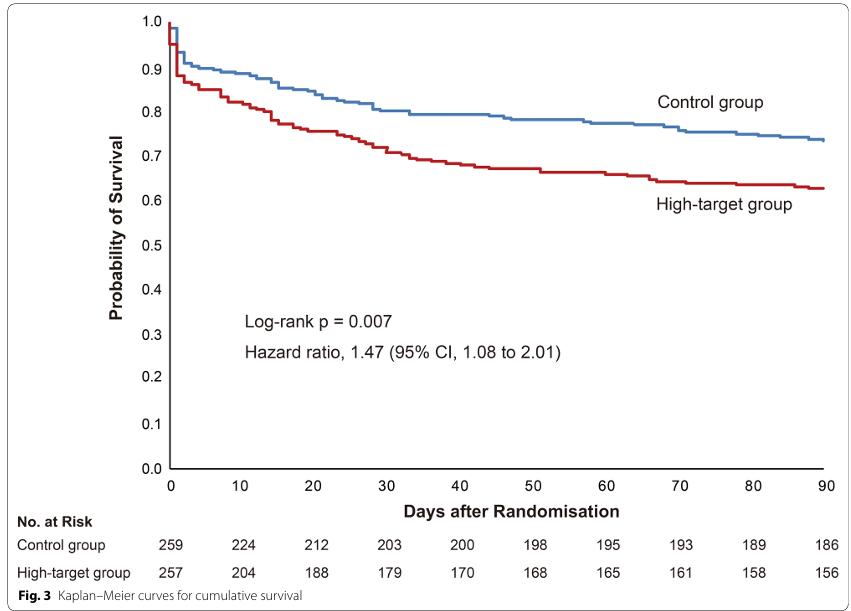 1.0
0.9
0.8
0.7
0.6
0.5
0.4
0.3
0.2
0.1
0.0
Probability of Survival
Control group
High-target group
Log-rank p = 0.007
Hazard ratio, 1.47 (95% CI, 1.08 to 2.01)
0 10 20 30 40 50 60 70 80 90
Days after Randomisation
No. at Risk
Control group 259 224 212 203 200 198 195 193 189 186
High-target group 257 204 188 179 170 168 165 161 158 156
Fig. 3 Kaplan–Meier curves for cumulative survival